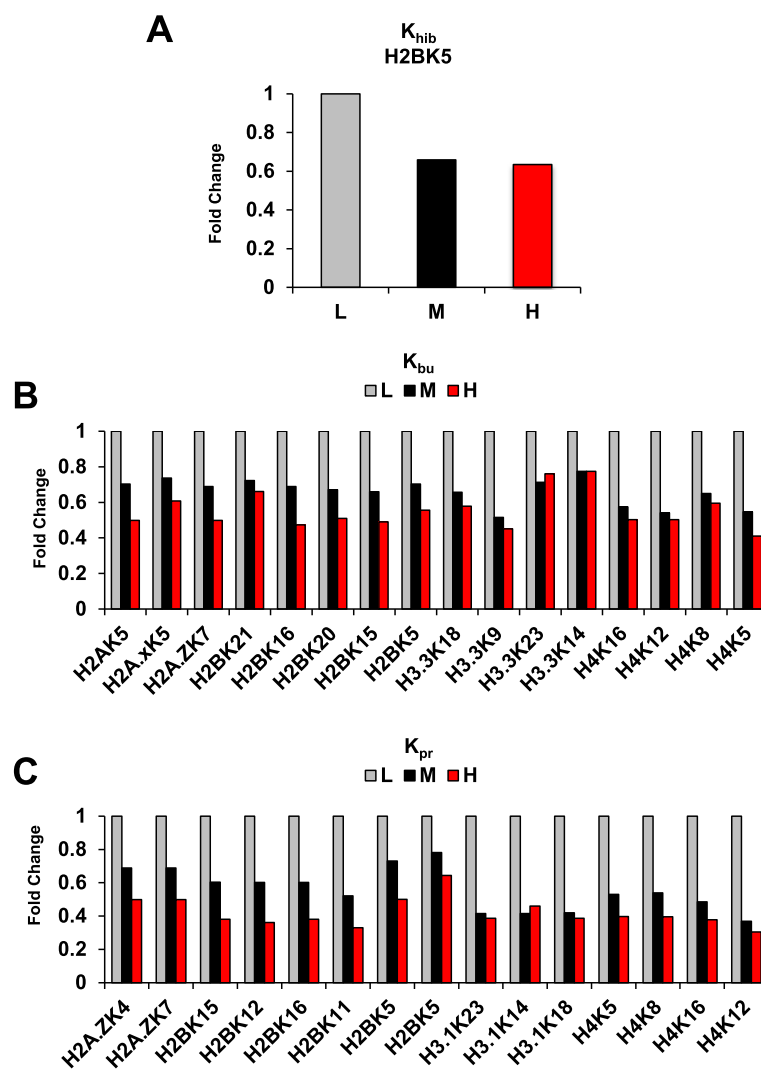 A
Khib
H2BK5
Fold Change
1
0.8
0.6
0.4
0.2
0
L M H
B
Kbu
L M H
Fold Change
1
0.8
0.6
0.4
0.2
0
H2AK5 H2A.xK5 H2A.ZK7 H2BK21 H2BK16 H2BK20 H2BK15 H2BK5 H3.3K18 H3.3K9 H3.3K23 H3.3K14 H4K16 H4K12 H4K8 H4K5
C
Kpr
L M H
Fold Change
1
0.8
0.6
0.4
0.2
0
H2A.ZK4 H2A.ZK7 H2BK15 H2BK12 H2BK16 H2BK11 H2BK5 H2BK5 H3.1K23 H3.1K14 H3.1K18 H4K5 H4K8 H4K16 H4K12